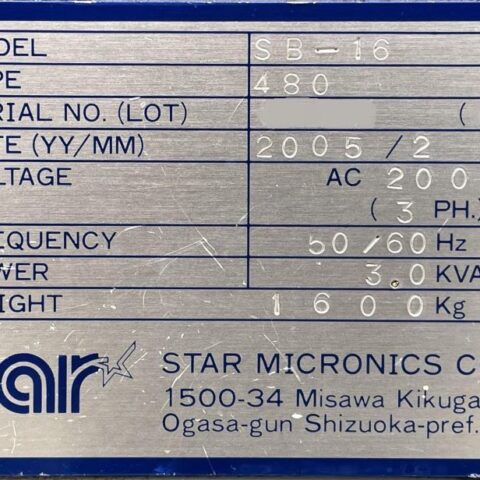 ODEL SB-16
PE 480
RIAL NO. (LOT) (
TE (YY/MM) 2005/2
LTAGE AC 200
(3 PH.)
EQUENCY 50/60 Hz
WER 3.0 KVA
IGHT 1600 Kg
ar STAR MICRONICS C
1500-34 Misawa Kikuga
Ogasa-gun Shizuoka-pref.